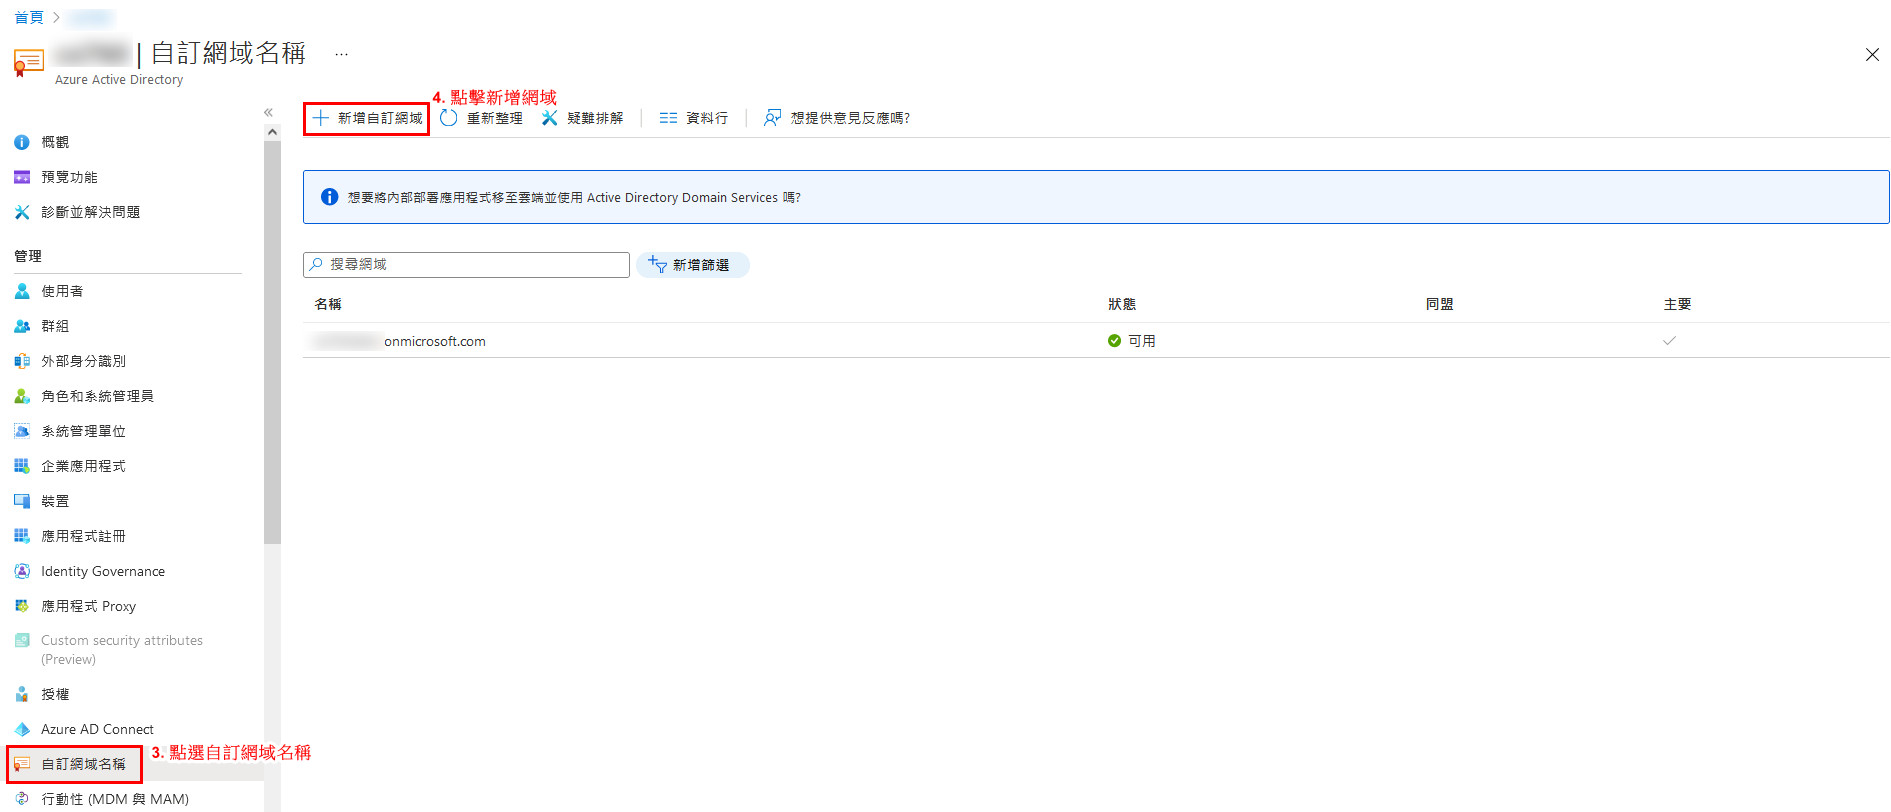 首頁
| 自訂網域名稱 ...
Azure Active Directory
概觀
預覽功能
診斷並解決問題
管理
使用者
群組
外部身分識別
角色和系統管理員
系統管理單位
企業應用程式
裝置
應用程式註冊
Identity Governance
應用程式 Proxy
Custom security attributes
(Preview)
授權
Azure AD Connect
自訂網域名稱
3. 點選自訂網域名稱
行動性 (MDM 與 MAM)
4. 點擊新增網域
新增自訂網域 重新整理 疑難排解 資料行 想提供意見反應嗎?
想要將內部部署應用程式移至雲端並使用 Active Directory Domain Services 嗎?
搜尋網域 新增篩選
名稱 狀態 同盟 主要
onmicrosoft.com 可用